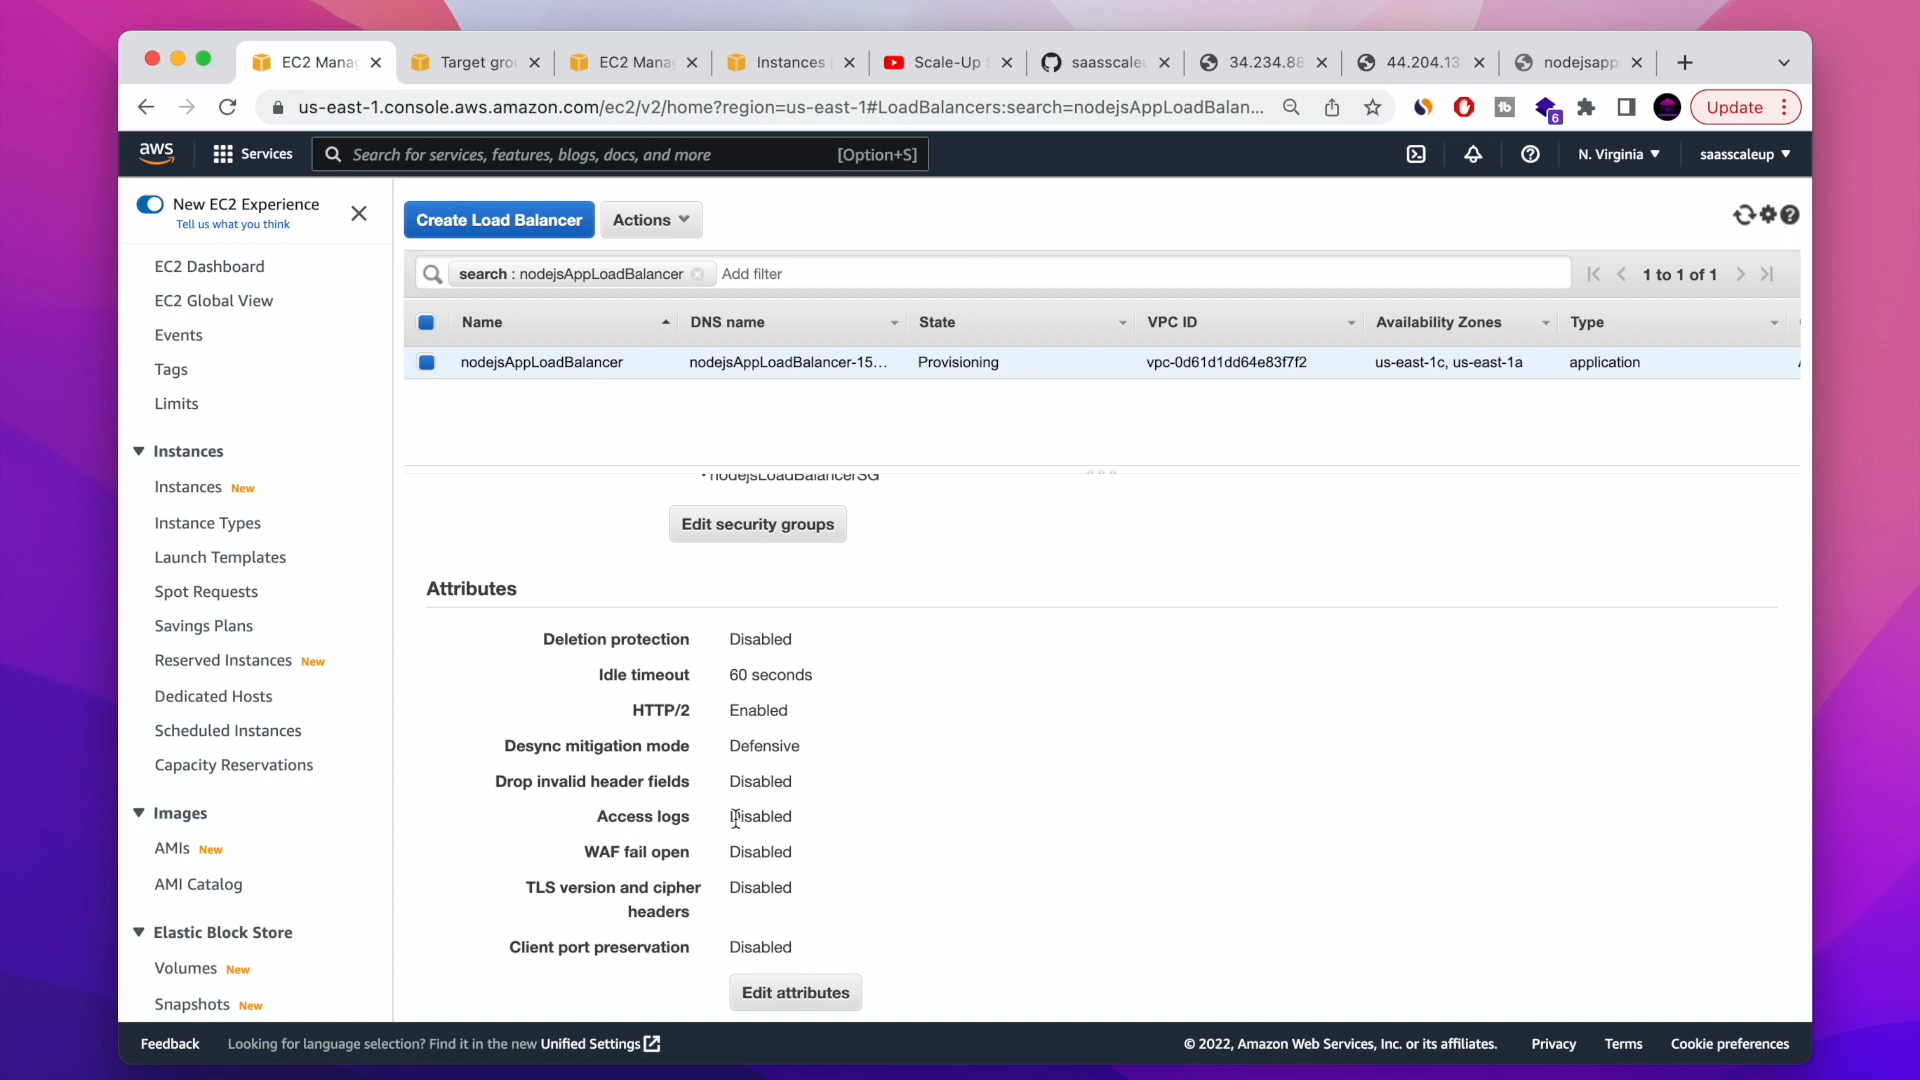 EC2 Mana
Target gro
EC2 Mana
Instances
Scale-Up S
saasscaleu
34.234.88
44.204.13
nodejsapp
us-east-1.console.aws.amazon.com/ec2/v2/home?region=us-east-1#LoadBalancers:search=nodejsAppLoadBalan...
tb
6
Update
aws
Services
Search for services, features, blogs, docs, and more
[Option+S]
N. Virginia
saasscaleup
New EC2 Experience
Tell us what you think
EC2 Dashboard
EC2 Global View
Events
Tags
Limits
Instances
Instances New
Instance Types
Launch Templates
Spot Requests
Savings Plans
Reserved Instances New
Dedicated Hosts
Scheduled Instances
Capacity Reservations
Images
AMIs New
AMI Catalog
Elastic Block Store
Volumes New
Snapshots New
Create Load Balancer
Actions
search : nodejsAppLoadBalancer
Add filter
1 to 1 of 1
Name DNS name State VPC ID Availability Zones Type
nodejsAppLoadBalancer nodejsAppLoadBalancer-15... Provisioning vpc-0d61d1dd64e83f7f2 us-east-1c, us-east-1a application
• nodejsLoadBalancerSG
Edit security groups
Attributes
Deletion protection Disabled
Idle timeout 60 seconds
HTTP/2 Enabled
Desync mitigation mode Defensive
Drop invalid header fields Disabled
Access logs Disabled
WAF fail open Disabled
TLS version and cipher Disabled
headers
Client port preservation Disabled
Edit attributes
Feedback
Looking for language selection? Find it in the new Unified Settings
© 2022, Amazon Web Services, Inc. or its affiliates.
Privacy
Terms
Cookie preferences